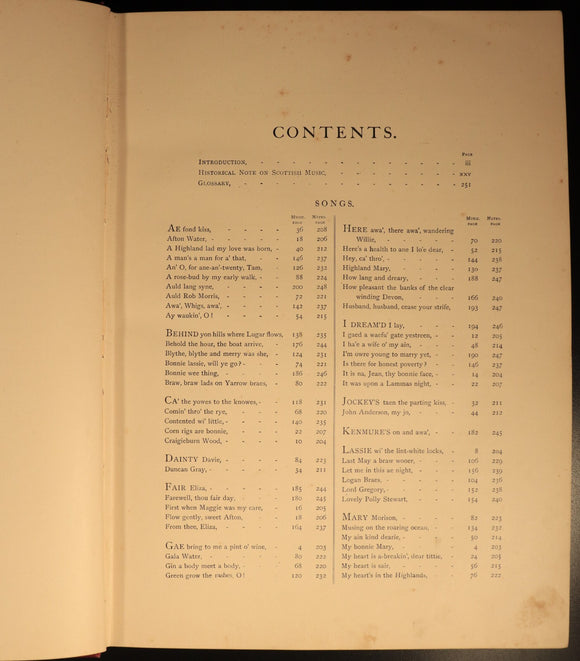 CONTENTS.
PAGE
INTRODUCTION, - - - - - - - - - - - - iii
HISTORICAL NOTE ON SCOTTISH MUSIC, - - - - - - - - xxv
GLOSSARY, - - - - - - - - - - - - - 251
SONGS.
MUSIC. PAGE NOTES. PAGE
AE fond kiss, - - - - 36 208
Afton Water, - - - - 18 206
A Highland lad my love was born, - 40 212
A man's a man for a' that, - - 146 237
An' O, for ane-an'-twenty, Tam, - 126 232
A rose-bud by my early walk, - - 88 224
Auld lang syne, - - - - 200 248
Auld Rob Morris, - - - - 72 221
Awa', Whigs, awa', - - - 142 237
Ay waukin', O! - - - - 54 215
BEHIND yon hills where Lugar flows, 138 235
Behold the hour, the boat arrive, - 176 244
Blythe, blythe and merry was she, - 124 231
Bonnie lassie, will ye go? - - - 74 221
Bonnie wee thing, - - - - 186 246
Braw, braw lads on Yarrow braes, - 80 222
CA' the yowes to the knowes, - - 118 231
Comin' thro' the rye, - - - 68 220
Contented wi' little, - - - - 140 235
Corn rigs are bonnie, - - - - 22 207
Craigieburn Wood, - - - - 10 204
DAINTY Davie, - - - - 84 223
Duncan Gray, - - - - - 34 211
FAIR Eliza, - - - - - 185 244
Farewell, thou fair day, - - - 180 245
First when Maggie was my care, - 16 205
Flow gently, sweet Afton, - - - 18 206
From thee, Eliza, - - - - 164 237
GAE bring to me a pint o' wine, - - 4 203
Gala Water, - - - - - 80 222
Gin a body meet a body, - - - 68 220
Green grow the rashes, O! - - - 120 232
MUSIC. PAGE NOTES. PAGE
HERE awa', there awa', wandering
Willie, - - - - - 70 220
Here's a health to ane I lo'e dear, - 52 215
Hey, ca' thro', - - - - 144 238
Highland Mary, - - - - 130 237
How lang and dreary, - - - - 188 247
How pleasant the banks of the clear
winding Devon, - - - - 166 240
Husband, husband, cease your strife, 193 247
I DREAM'D I lay, - - - - 194 246
I gaed a waefu' gate yestreen, - - 12 205
I ha'e a wife o' my ain, - - - 48 214
I'm owre young to marry yet, - - 190 247
Is there for honest poverty? - - - 146 237
It is na, Jean, thy bonnie face, - - 14 204
It was upon a Lammas night, - - 22 207
JOCKEY'S taen the parting kiss, - 32 211
John Anderson, my jo, - - - 44 212
KENMURE'S on and awa', - - - 182 245
LASSIE wi' the lint-white locks, - 8 204
Last May a braw wooer, - - - 106 229
Let me in this ae night, - - - 156 239
Logan Braes, - - - - - 104 236
Lord Gregory, - - - - - 152 238
Lovely Polly Stewart, - - - - 154 240
MARY Morison, - - - - 82 223
Musing on the roaring ocean, - - 134 232
My ain kind dearie, - - - - 50 214
My bonnie Mary, - - - - 4 203
My heart is a-breakin', dear tittie, - 24 205
My heart is sair, - - - - 56 215
My heart's in the Highlands, - - 76 222